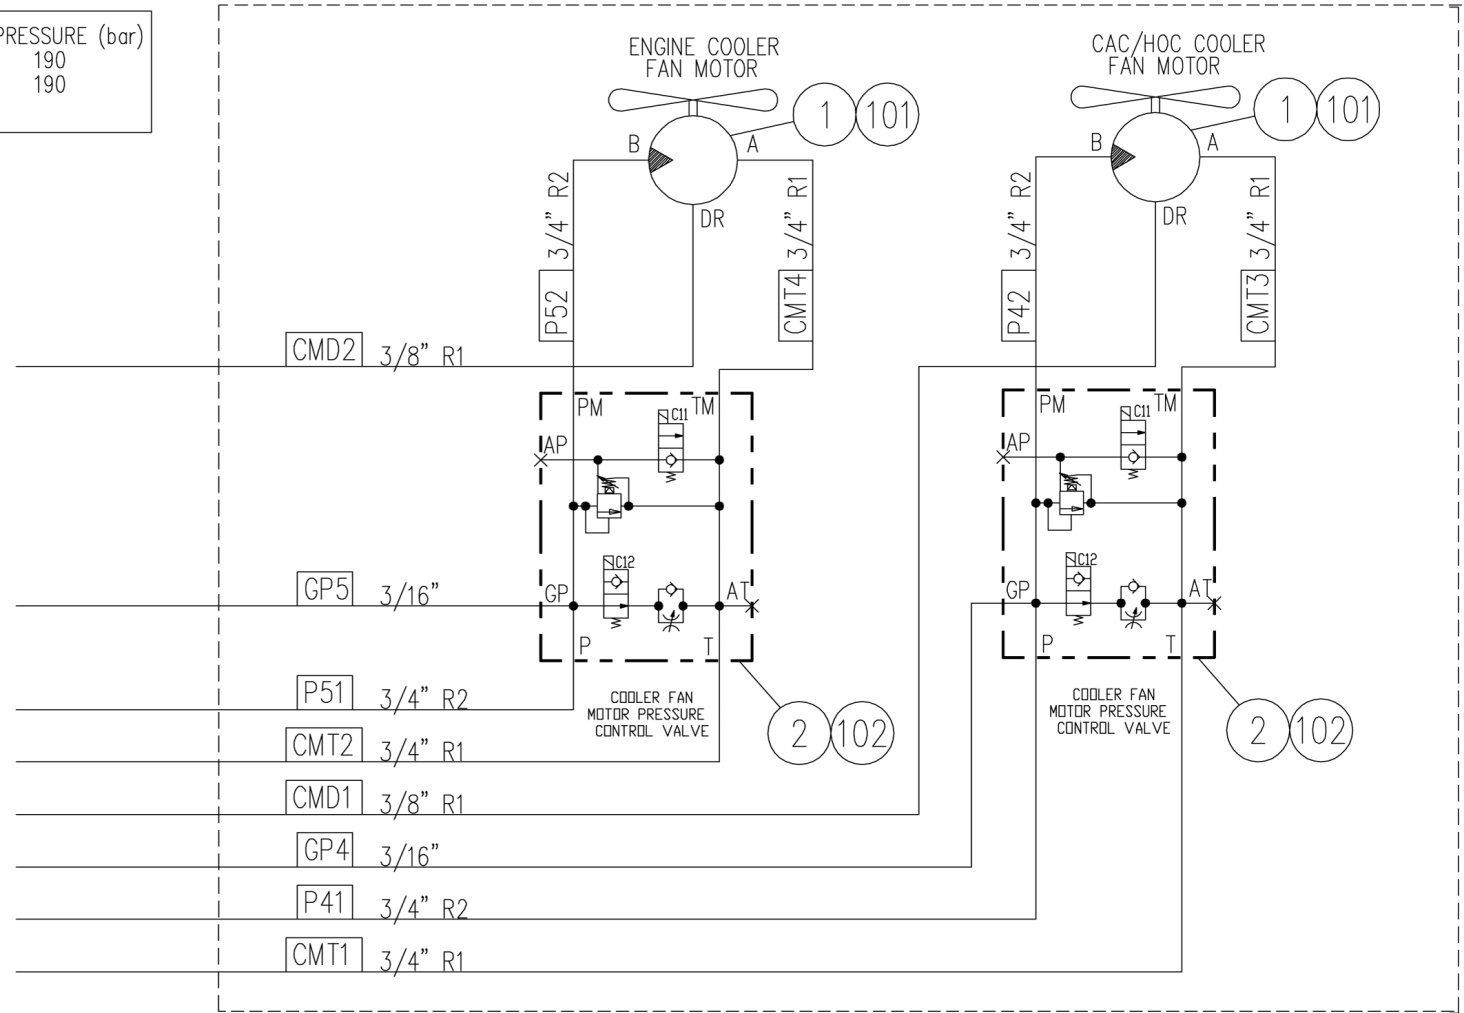 PRESSURE (bar)
190
190
ENGINE COOLER
FAN MOTOR
1
101
B
A
DR
3/4" R2
P52
3/4" R1
CMT4
CAC/HOC COOLER
FAN MOTOR
1
101
B
A
DR
3/4" R2
P42
3/4" R1
CMT3
CMD2 3/8" R1
PM
TM
C11
AP
C12
GP
AT
P
T
COOLER FAN
MOTOR PRESSURE
CONTROL VALVE
2
102
PM
TM
C11
AP
C12
GP
AT
P
T
COOLER FAN
MOTOR PRESSURE
CONTROL VALVE
2
102
GP5 3/16"
P51 3/4" R2
CMT2 3/4" R1
CMD1 3/8" R1
GP4 3/16"
P41 3/4" R2
CMT1 3/4" R1